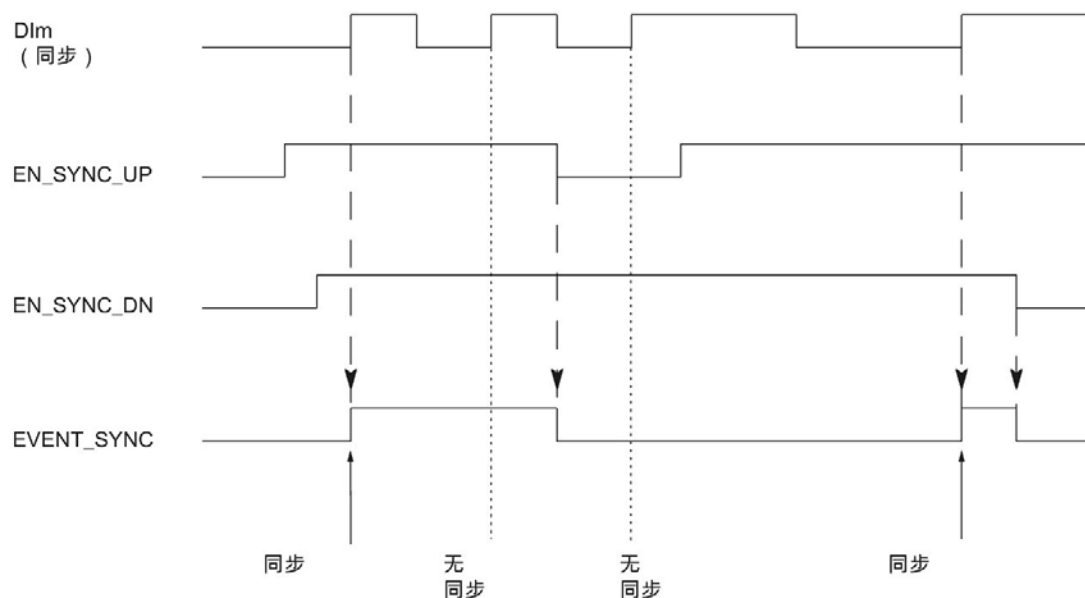 DIm
（同步）
EN_SYNC_UP
EN_SYNC_DN
EVENT_SYNC
同步
无
同步
无
同步
同步